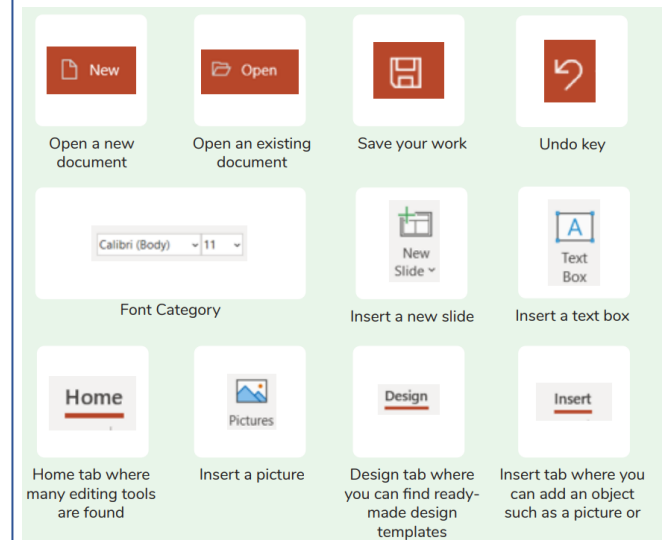 New
Open
Open a new
document
Open an existing
document
Save your work
Undo key
Calibri (Body)
11
New
Slide
Text
Box
Font Category
Insert a new slide
A
Insert a text box
Home
Pictures
Design
Insert
Home tab where
many editing tools
are found
Insert a picture
Design tab where
you can find ready-
made design
templates
Insert tab where you
can add an object
such as a picture or